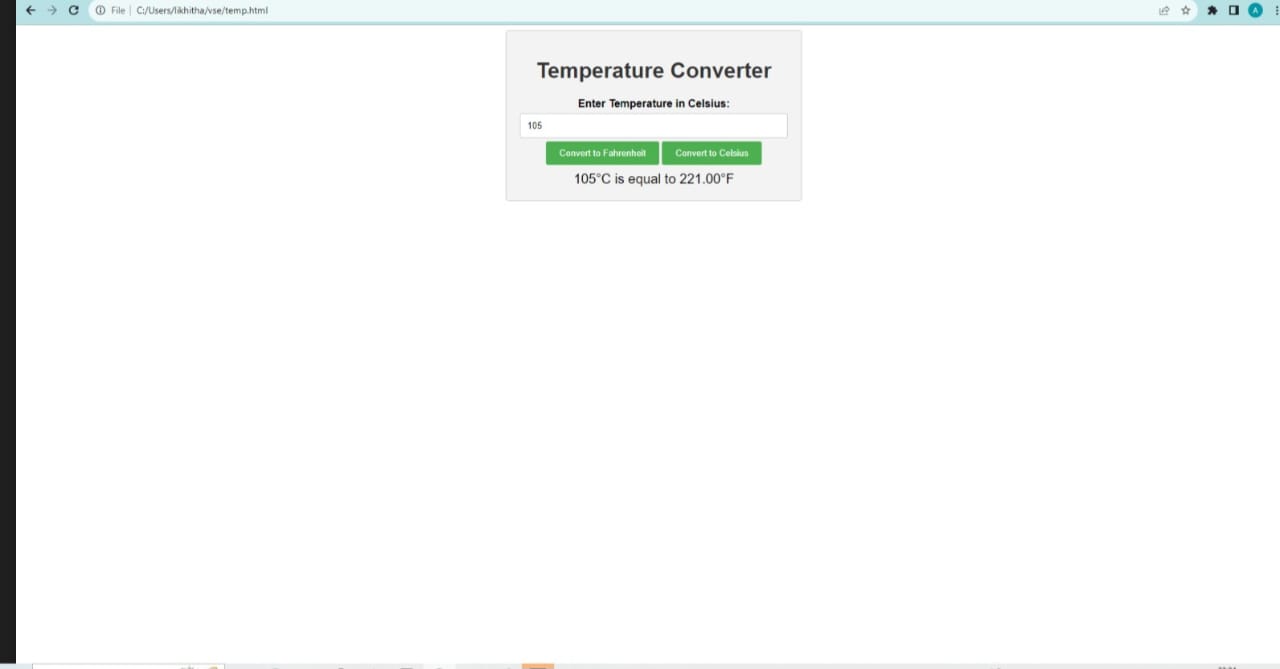 File C:/Users/likhitha/vse/temp.html
A
Temperature Converter
Enter Temperature in Celsius:
105
Convert to Fahrenheit Convert to Celsius
105°C is equal to 221.00°F